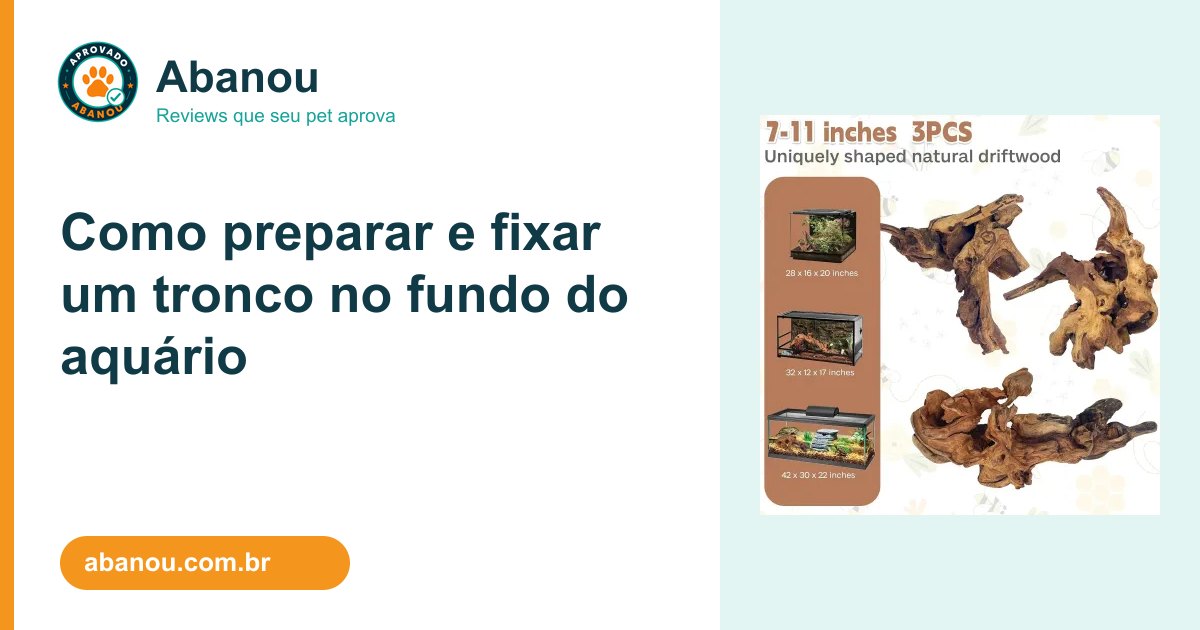 APROVADO
ABANOU
Abanou
Reviews que seu pet aprova
Como preparar e fixar
um tronco no fundo do
aquário
abanou.com.br
7-11 inches 3PCS
Uniquely shaped natural driftwood
28 x 16 x 20 inches
32 x 12 x 17 inches
42 x 30 x 22 inches